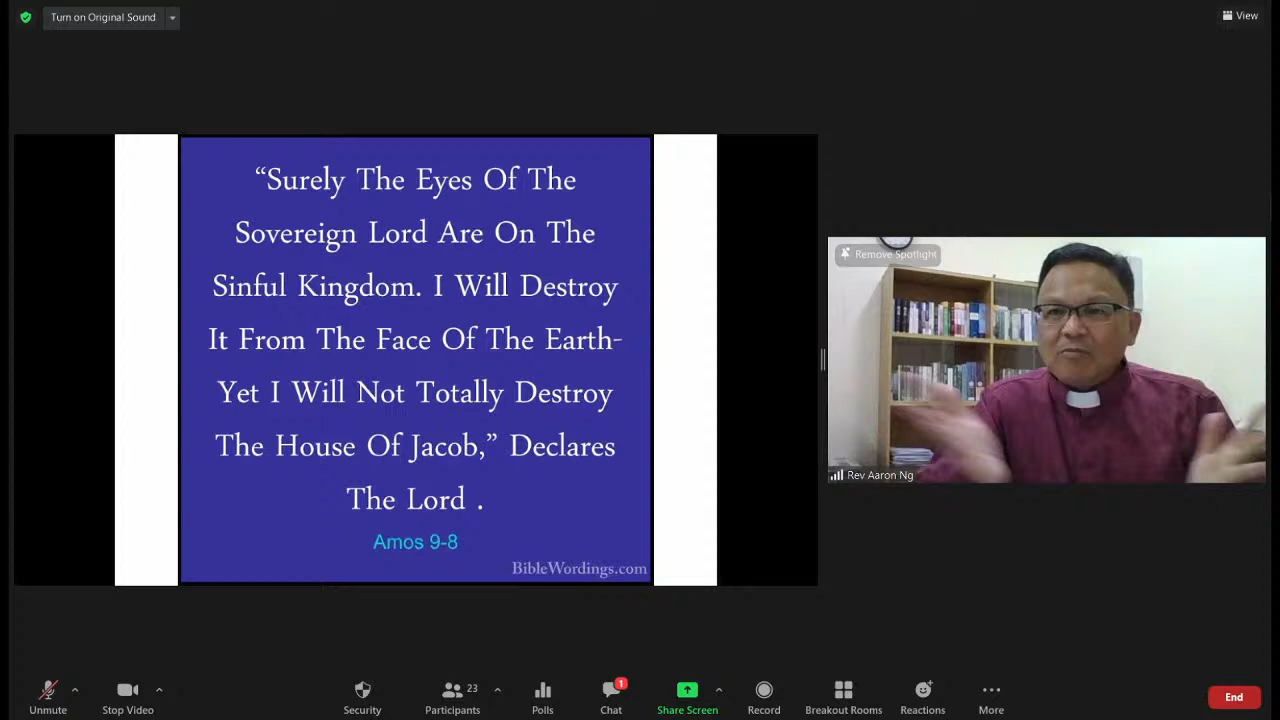 Turn on Original Sound
View
“Surely The Eyes Of The
Sovereign Lord Are On The
Sinful Kingdom. I Will Destroy
It From The Face Of The Earth-
Yet I Will Not Totally Destroy
The House Of Jacob,” Declares
The Lord .
Amos 9-8
BibleWordings.com
Remove Spotlight
Rev Aaron Ng
23
1
Unmute
Stop Video
Security
Participants
Polls
Chat
Share Screen
Record
Breakout Rooms
Reactions
More
End